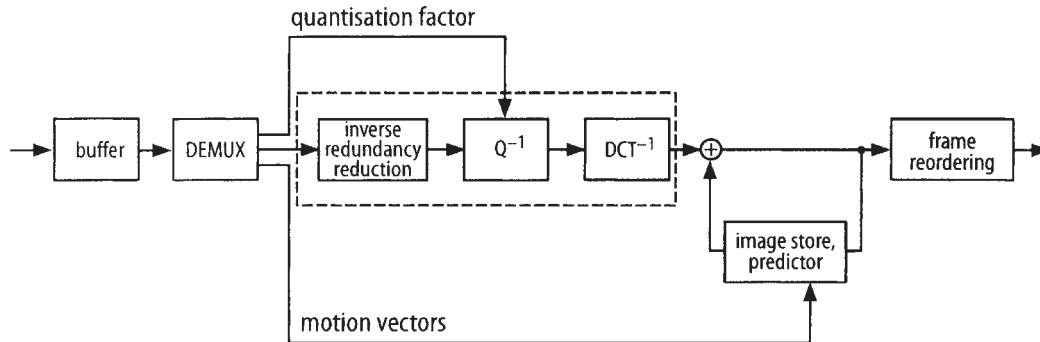 quantisation factor
buffer
DEMUX
inverse
redundancy
reduction
Q⁻¹
DCT⁻¹
+
frame
reordering
image store,
predictor
motion vectors